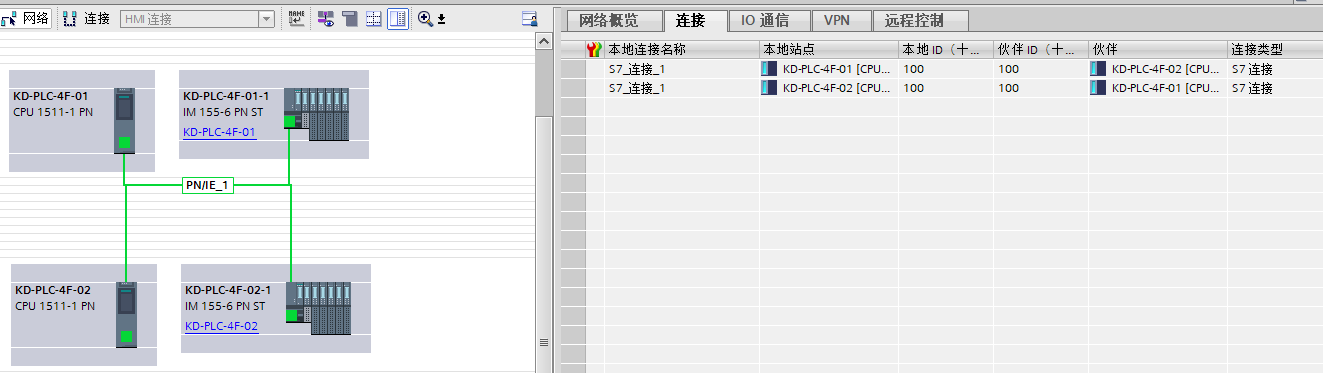 网络
连接
HMI 连接
NAME
KD-PLC-4F-01
CPU 1511-1 PN
KD-PLC-4F-01-1
IM 155-6 PN ST
KD-PLC-4F-01
PN/IE_1
KD-PLC-4F-02
CPU 1511-1 PN
KD-PLC-4F-02-1
IM 155-6 PN ST
KD-PLC-4F-02
网络概览 连接 IO 通信 VPN 远程控制
本地连接名称 本地站点 本地 ID（十... 伙伴 ID（十... 伙伴 连接类型
S7_连接_1 KD-PLC-4F-01 [CPU... 100 100 KD-PLC-4F-02 [CPU... S7 连接
S7_连接_1 KD-PLC-4F-02 [CPU... 100 100 KD-PLC-4F-01 [CPU... S7 连接